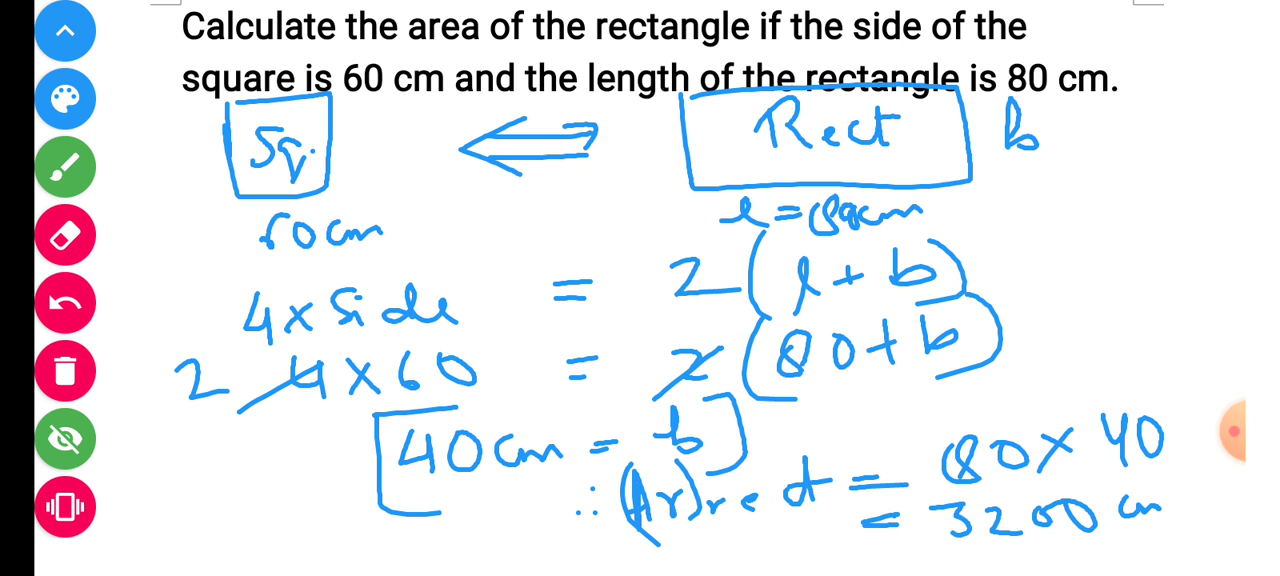 Calculate the area of the rectangle if the side of the
square is 60 cm and the length of the rectangle is 80 cm.
Sq. Rect b
60 cm l = 80cm
4 x Side = 2 (l + b)
2 4 x 60 = 2 (80 + b)
40 cm = b
∴ (Ar) rect = 80 x 40
= 3200 cm